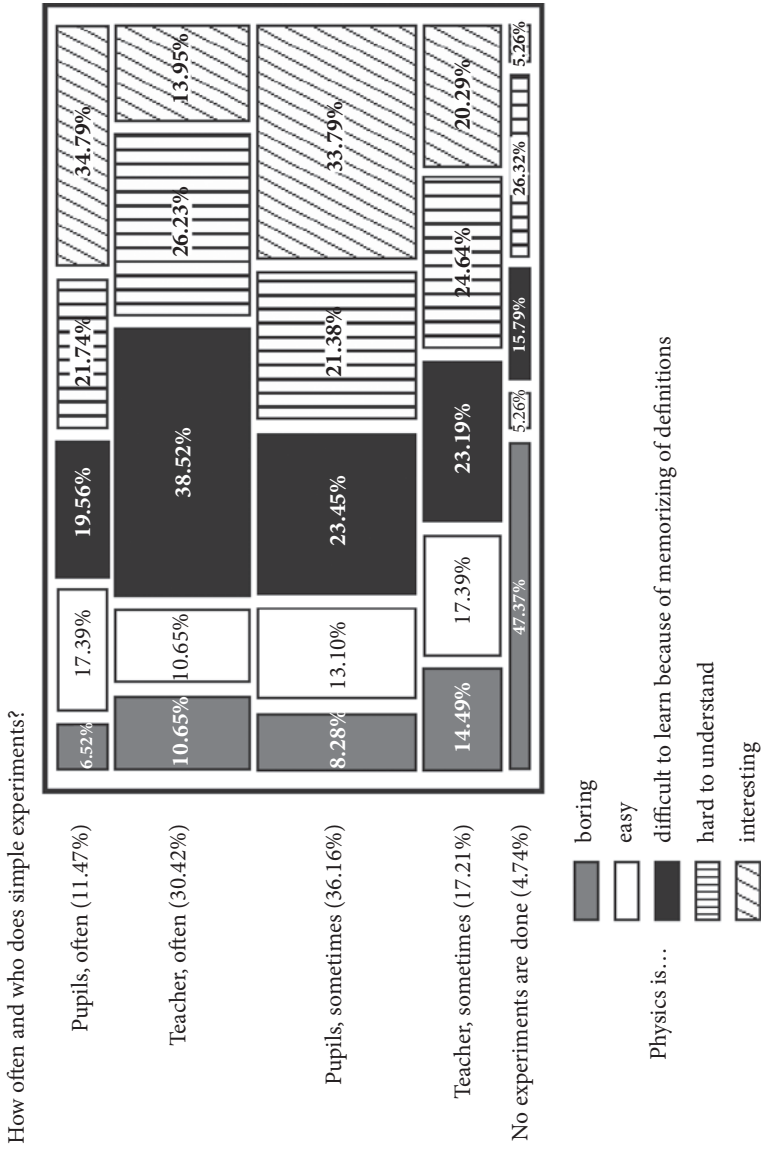 How often and who does simple experiments?
Pupils, often (11.47%)
6.52%
17.39%
19.56%
21.74%
34.79%
Teacher, often (30.42%)
10.65%
10.65%
38.52%
26.23%
13.95%
Pupils, sometimes (36.16%)
8.28%
13.10%
23.45%
21.38%
33.79%
Teacher, sometimes (17.21%)
14.49%
17.39%
23.19%
24.64%
20.29%
No experiments are done (4.74%)
47.37%
5.26%
15.79%
26.32%
5.26%
Physics is…
boring
easy
difficult to learn because of memorizing of definitions
hard to understand
interesting